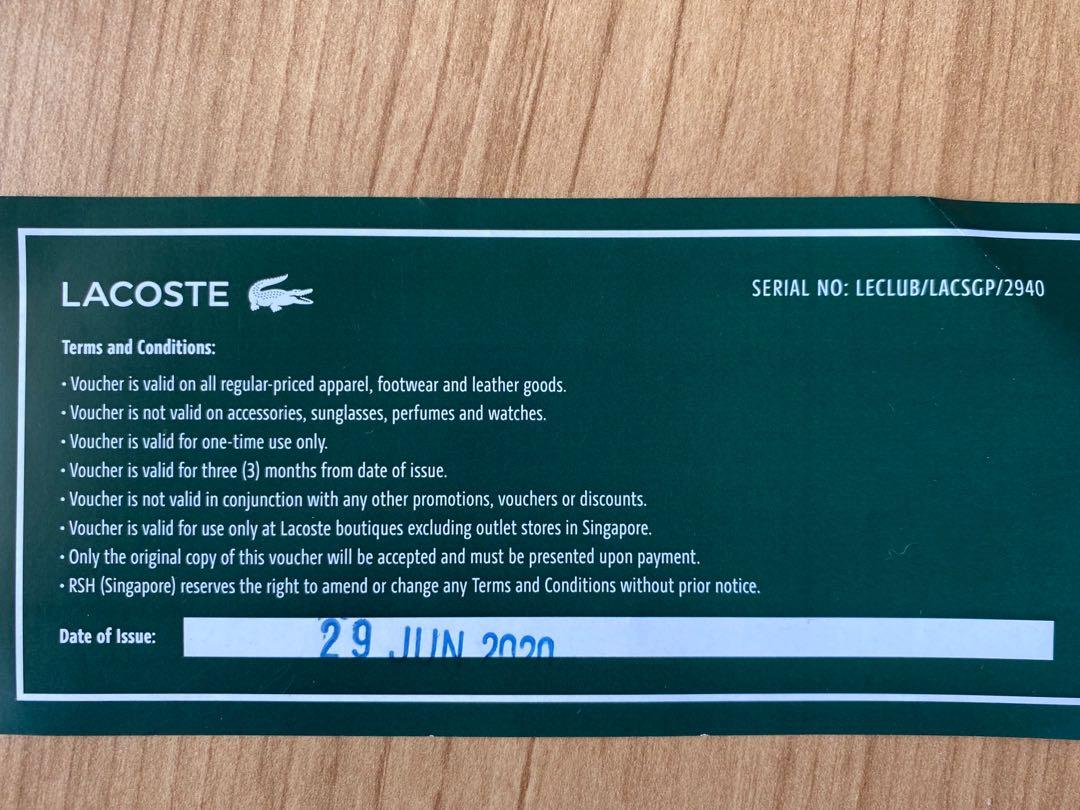 LACOSTE
SERIAL NO: LECLUB/LACSGP/2940
Terms and Conditions:
• Voucher is valid on all regular-priced apparel, footwear and leather goods.
• Voucher is not valid on accessories, sunglasses, perfumes and watches.
• Voucher is valid for one-time use only.
• Voucher is valid for three (3) months from date of issue.
• Voucher is not valid in conjunction with any other promotions, vouchers or discounts.
• Voucher is valid for use only at Lacoste boutiques excluding outlet stores in Singapore.
• Only the original copy of this voucher will be accepted and must be presented upon payment.
• RSH (Singapore) reserves the right to amend or change any Terms and Conditions without prior notice.
Date of Issue: 29 JUN 2020